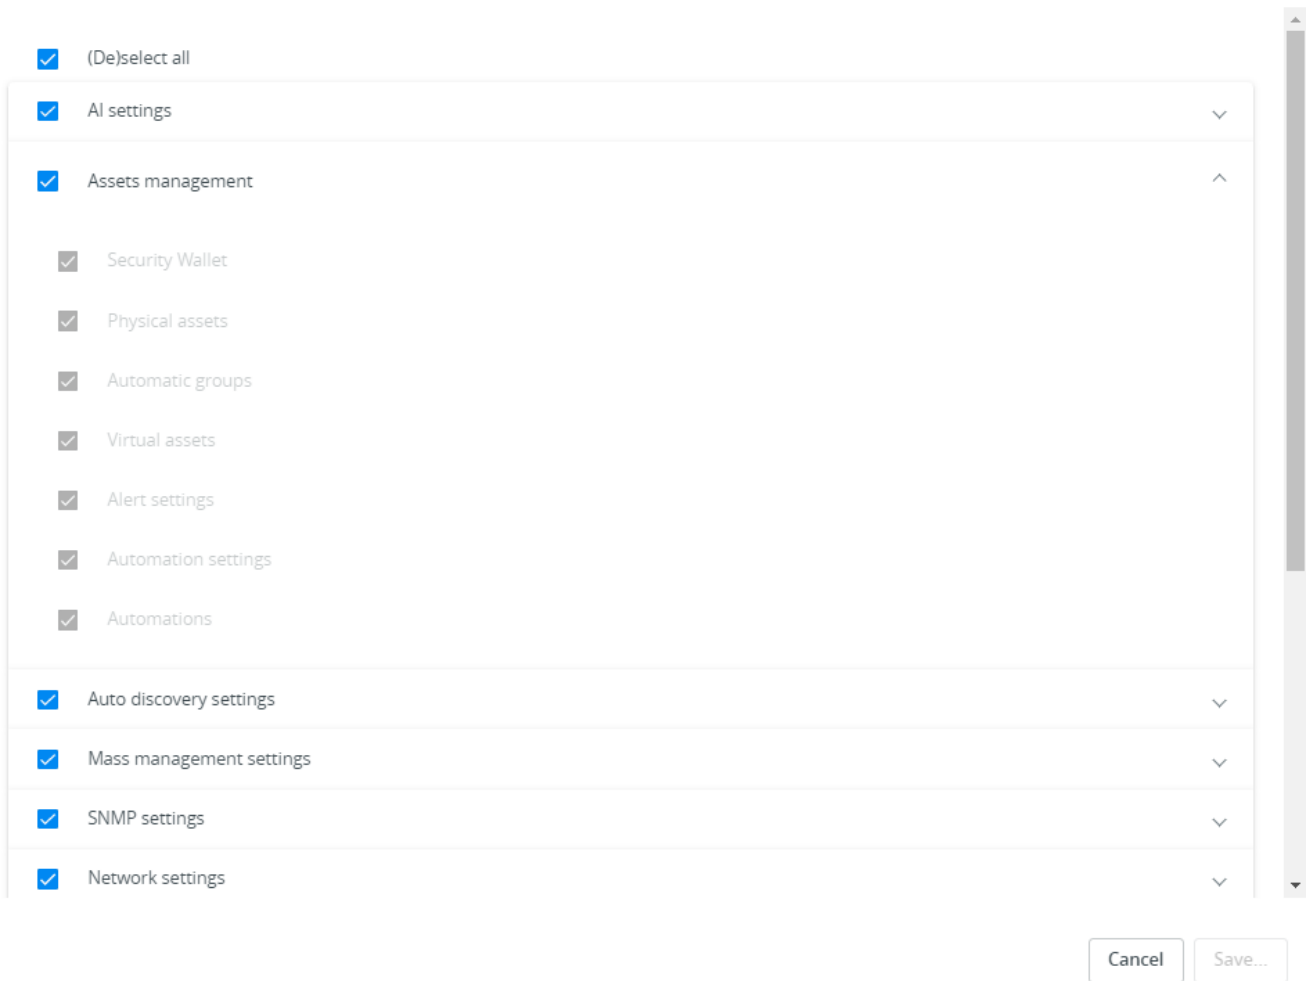 (De)select all
AI settings
Assets management
Security Wallet
Physical assets
Automatic groups
Virtual assets
Alert settings
Automation settings
Automations
Auto discovery settings
Mass management settings
SNMP settings
Network settings
Cancel
Save...